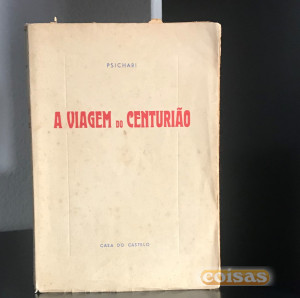 PSICHARI
A VIAGEM DO CENTURIÃO
CASA DO CASTELO
coisas